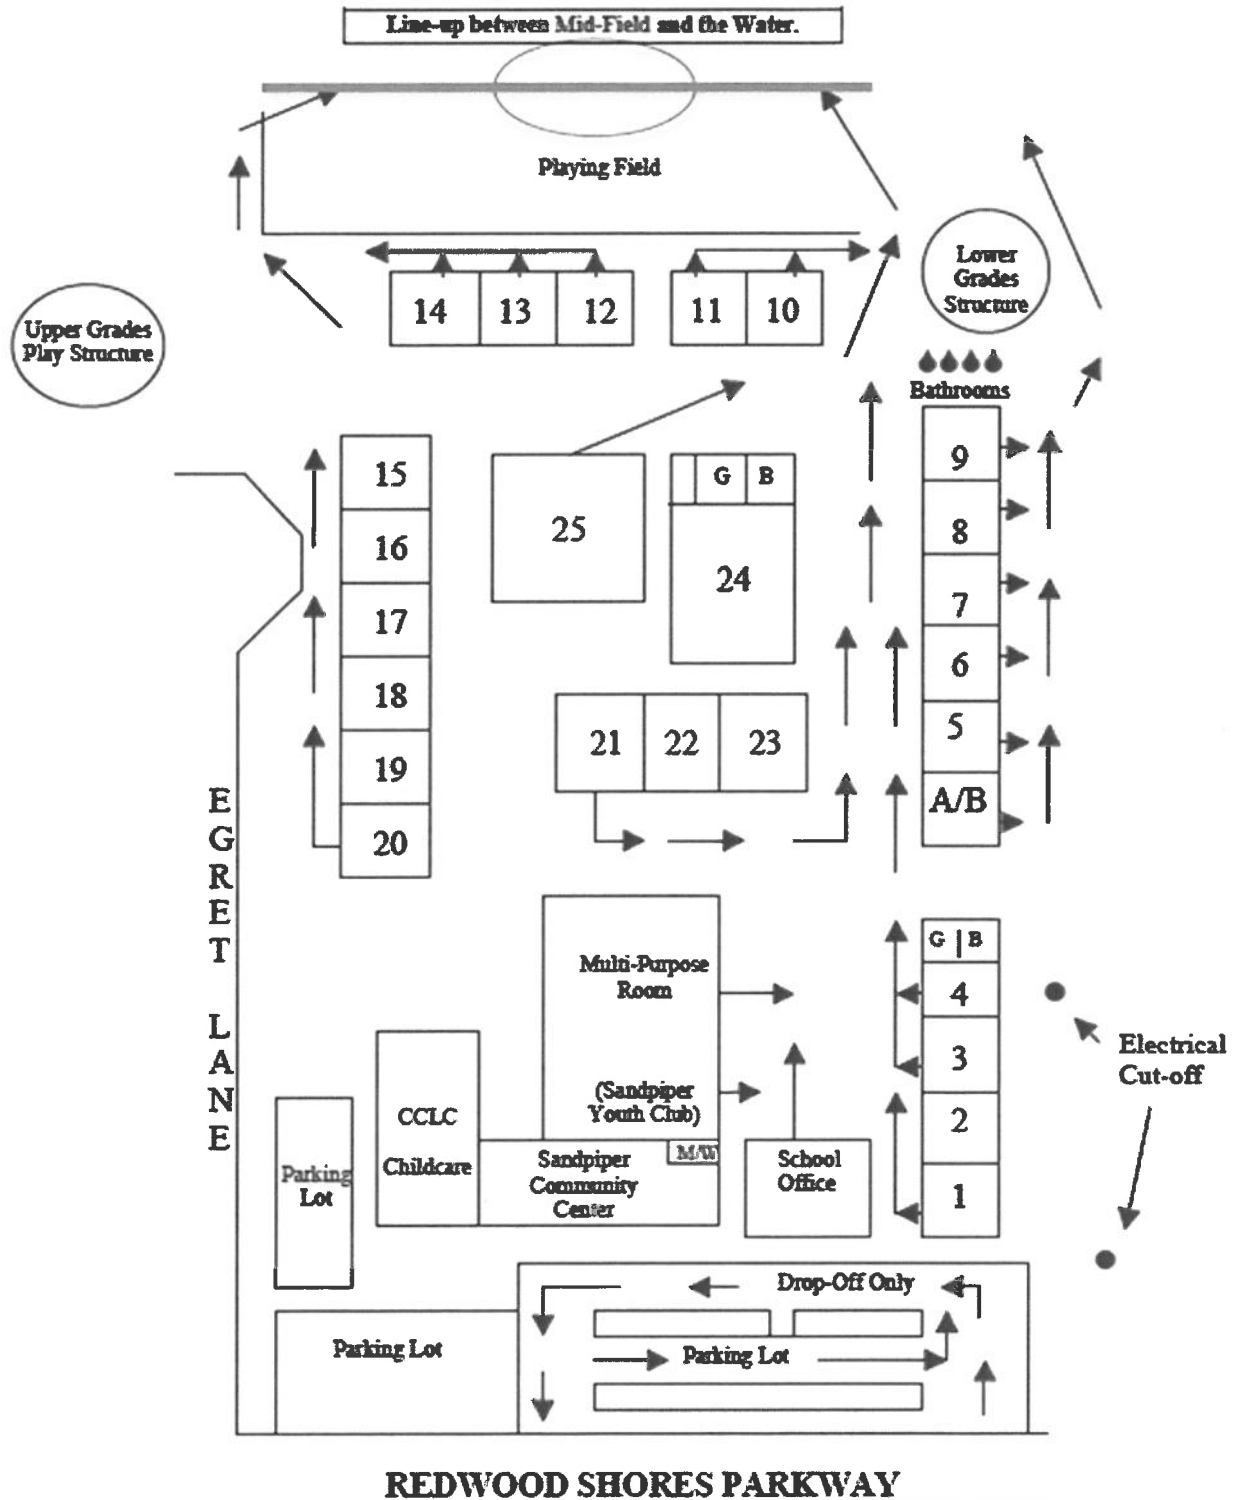 Line-up between Mid-Field and the Water.
Playing Field
Lower
Grades
Structure
14 13 12 11 10
Upper Grades
Play Structure
Bathrooms
15
16
17
18
19
20
25
G B
24
9
8
7
6
5
A/B
21 22 23
EGRET LANE
Multi-Purpose
Room
(Sandpiper
Youth Club)
G | B
4
3
2
1
Electrical
Cut-off
CCLC
Childcare
M/W
Sandpiper
Community
Center
School
Office
Parking
Lot
Drop-Off Only
Parking Lot
Parking Lot
REDWOOD SHORES PARKWAY